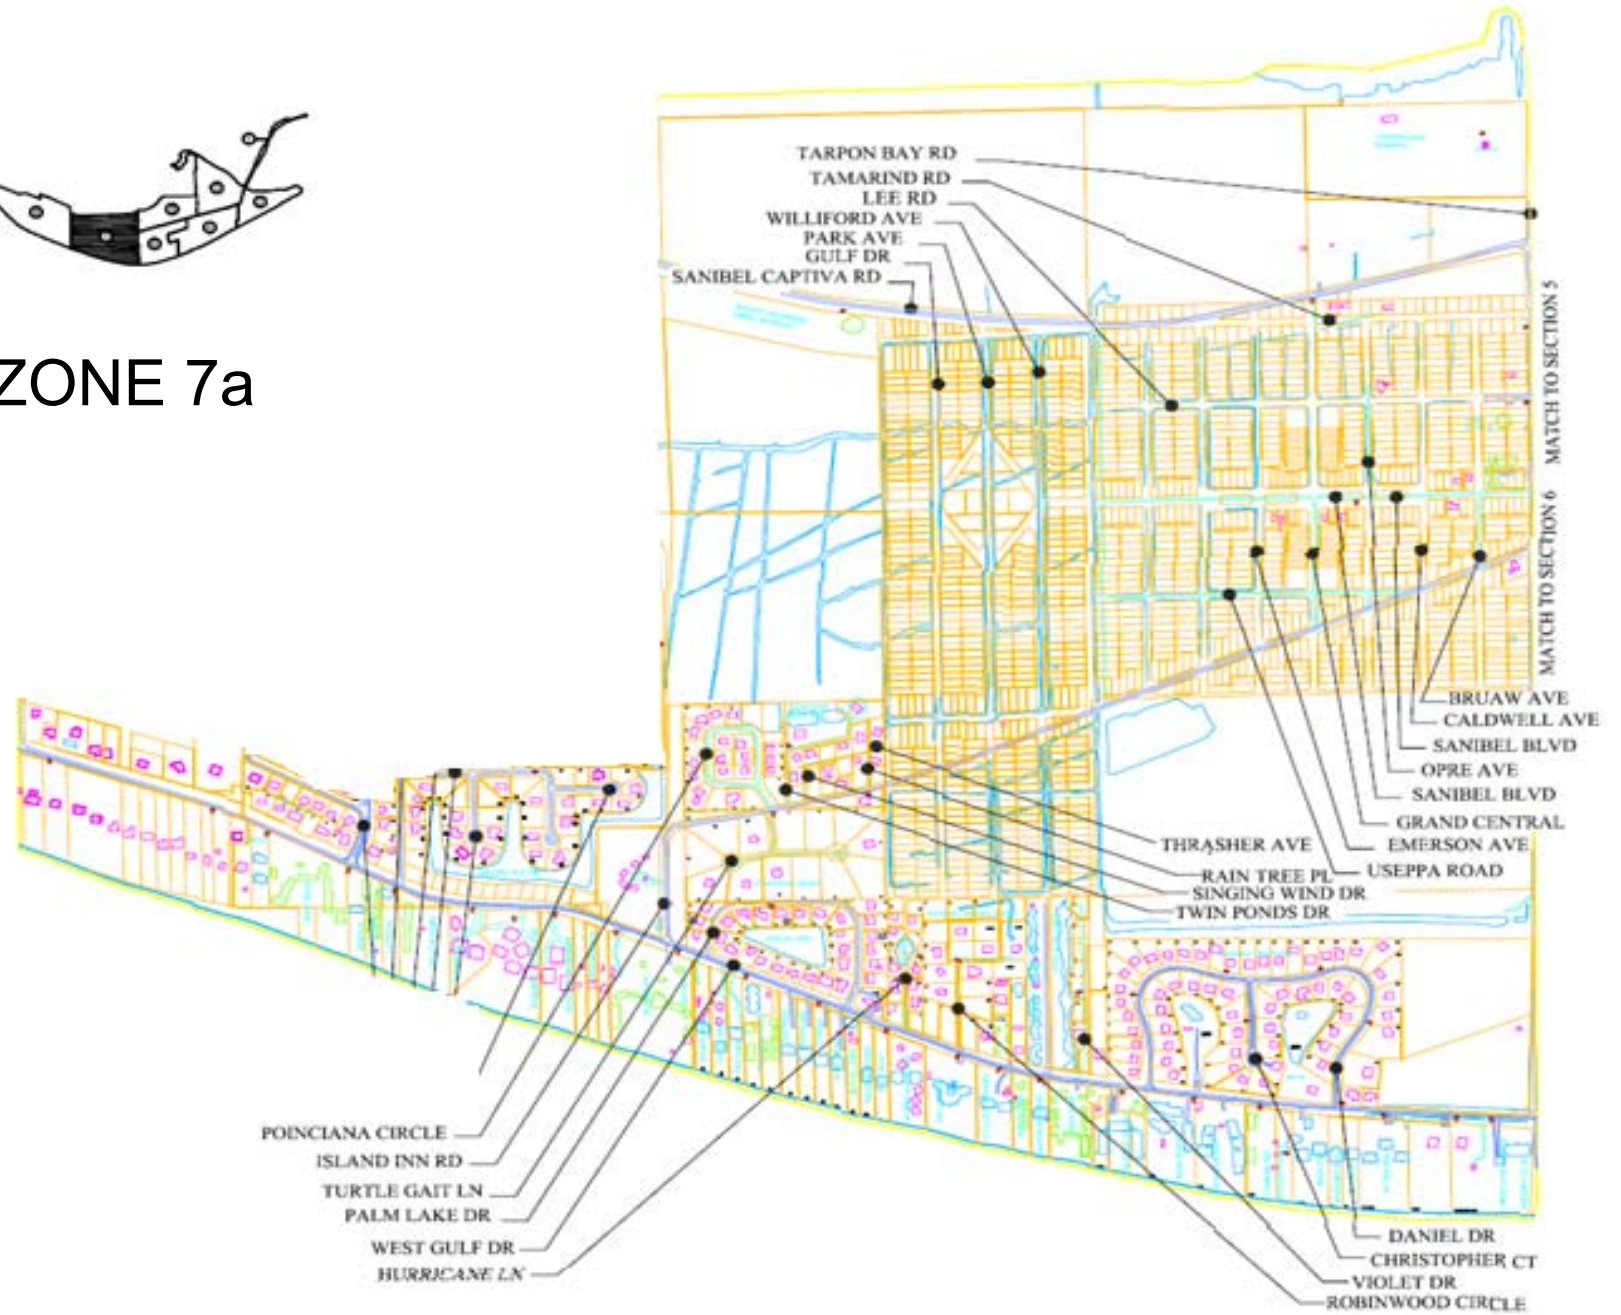 TARPON BAY RD
TAMARIND RD
LEE RD
WILLIFORD AVE
PARK AVE
GULF DR
SANIBEL CAPTIVA RD
ZONE 7a
MATCH TO SECTION 5
MATCH TO SECTION 6
BRUAW AVE
CALDWELL AVE
SANIBEL BLVD
OPRE AVE
SANIBEL BLVD
GRAND CENTRAL
EMERSON AVE
USEPPA ROAD
THRASHER AVE
RAIN TREE PL
SINGING WIND DR
TWIN PONDS DR
POINCIANA CIRCLE
ISLAND INN RD
TURTLE GAIT LN
PALM LAKE DR
WEST GULF DR
HURRICANE LN
DANIEL DR
CHRISTOPHER CT
VIOLET DR
ROBINWOOD CIRCLE